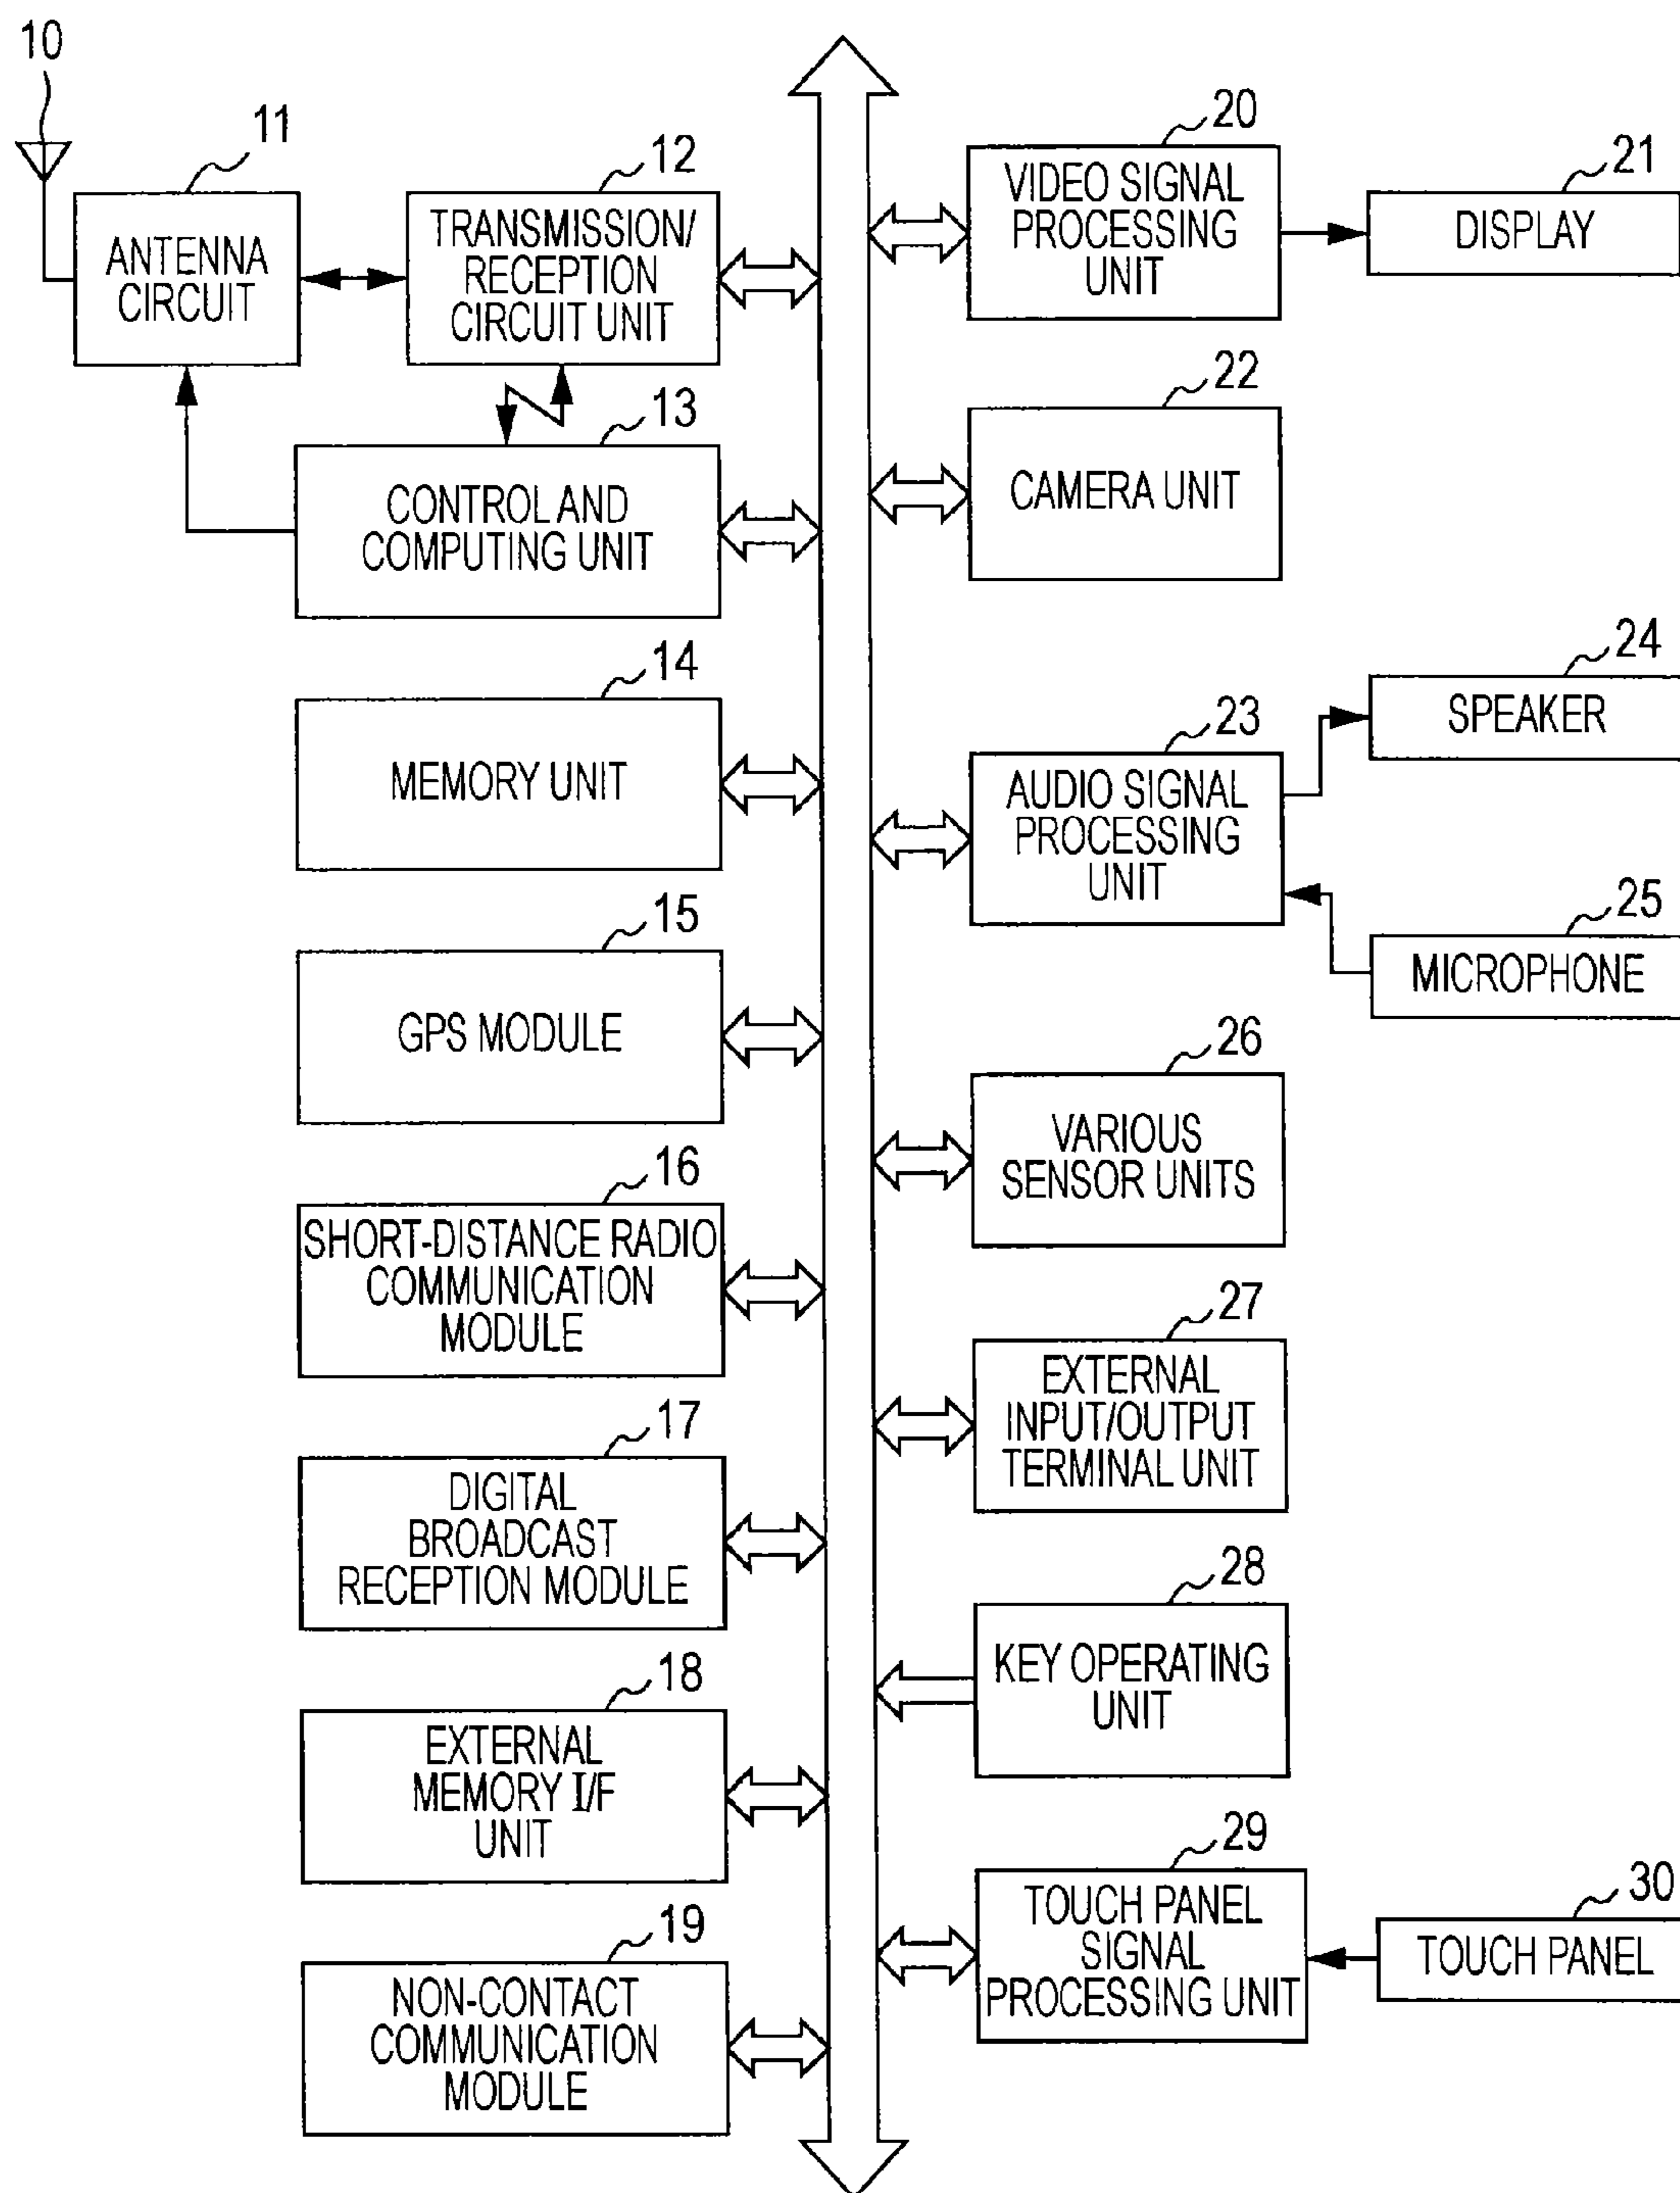 10
11
ANTENNA
CIRCUIT
12
TRANSMISSION/
RECEPTION
CIRCUIT UNIT
13
CONTROL AND
COMPUTING UNIT
14
MEMORY UNIT
15
GPS MODULE
16
SHORT-DISTANCE RADIO
COMMUNICATION
MODULE
17
DIGITAL
BROADCAST
RECEPTION MODULE
18
EXTERNAL
MEMORY I/F
UNIT
19
NON-CONTACT
COMMUNICATION
MODULE
20
VIDEO SIGNAL
PROCESSING
UNIT
21
DISPLAY
22
CAMERA UNIT
23
AUDIO SIGNAL
PROCESSING
UNIT
24
SPEAKER
25
MICROPHONE
26
VARIOUS
SENSOR UNITS
27
EXTERNAL
INPUT/OUTPUT
TERMINAL UNIT
28
KEY OPERATING
UNIT
29
TOUCH PANEL
SIGNAL
PROCESSING UNIT
30
TOUCH PANEL